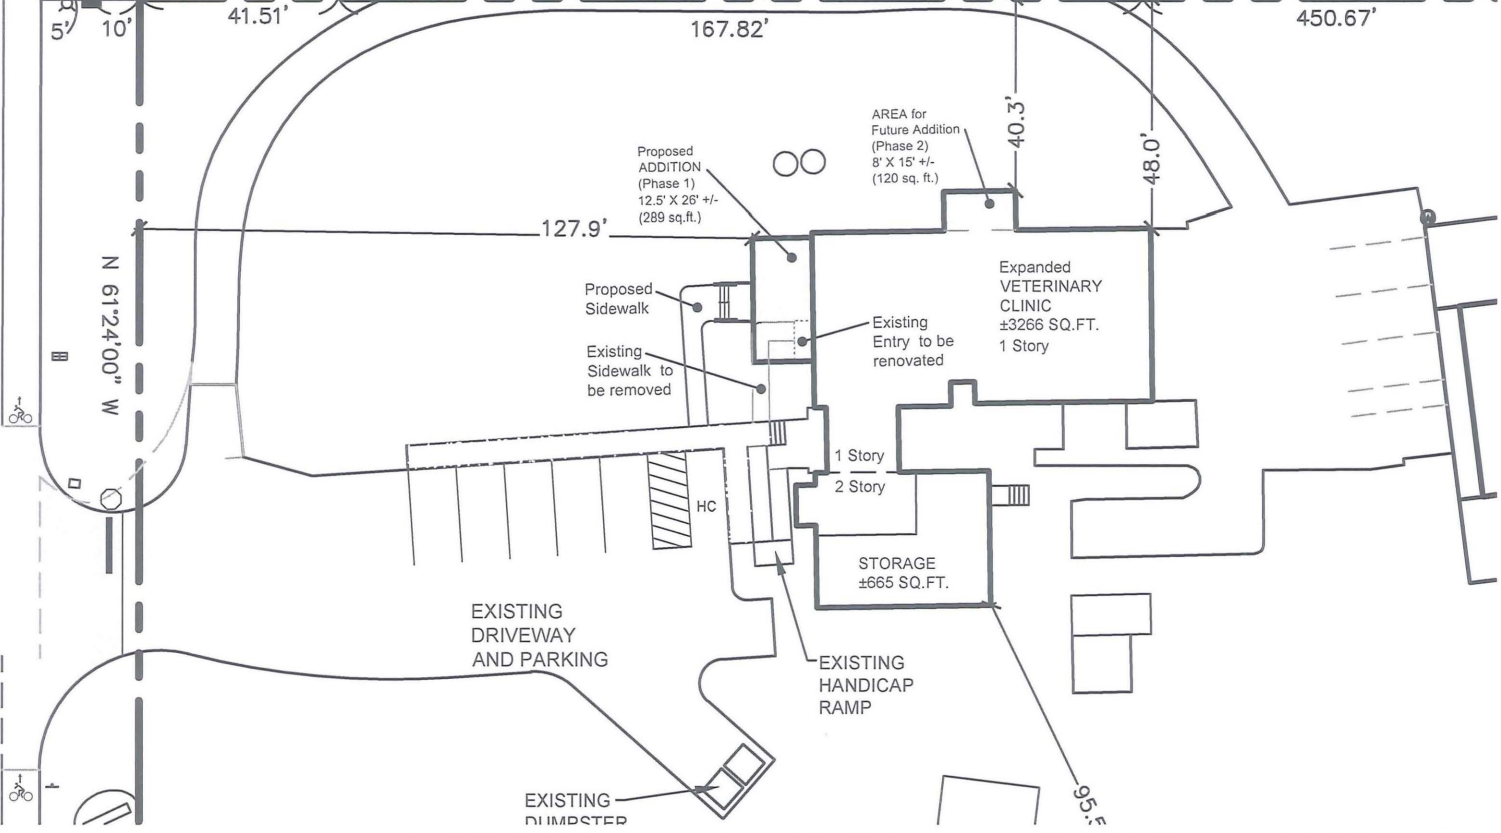 5'
10'
41.51'
167.82'
450.67'
40.3'
48.0'
AREA for
Future Addition
(Phase 2)
8' X 15' +/-
(120 sq. ft.)
Proposed
ADDITION
(Phase 1)
12.5' X 26' +/-
(289 sq.ft.)
127.9'
N 61°24'00" W
Proposed
Sidewalk
Existing
Sidewalk to
be removed
Existing
Entry to be
renovated
Expanded
VETERINARY
CLINIC
±3266 SQ.FT.
1 Story
1 Story
2 Story
HC
STORAGE
±665 SQ.FT.
EXISTING
DRIVEWAY
AND PARKING
EXISTING
HANDICAP
RAMP
EXISTING
DUMPSTER
95.5